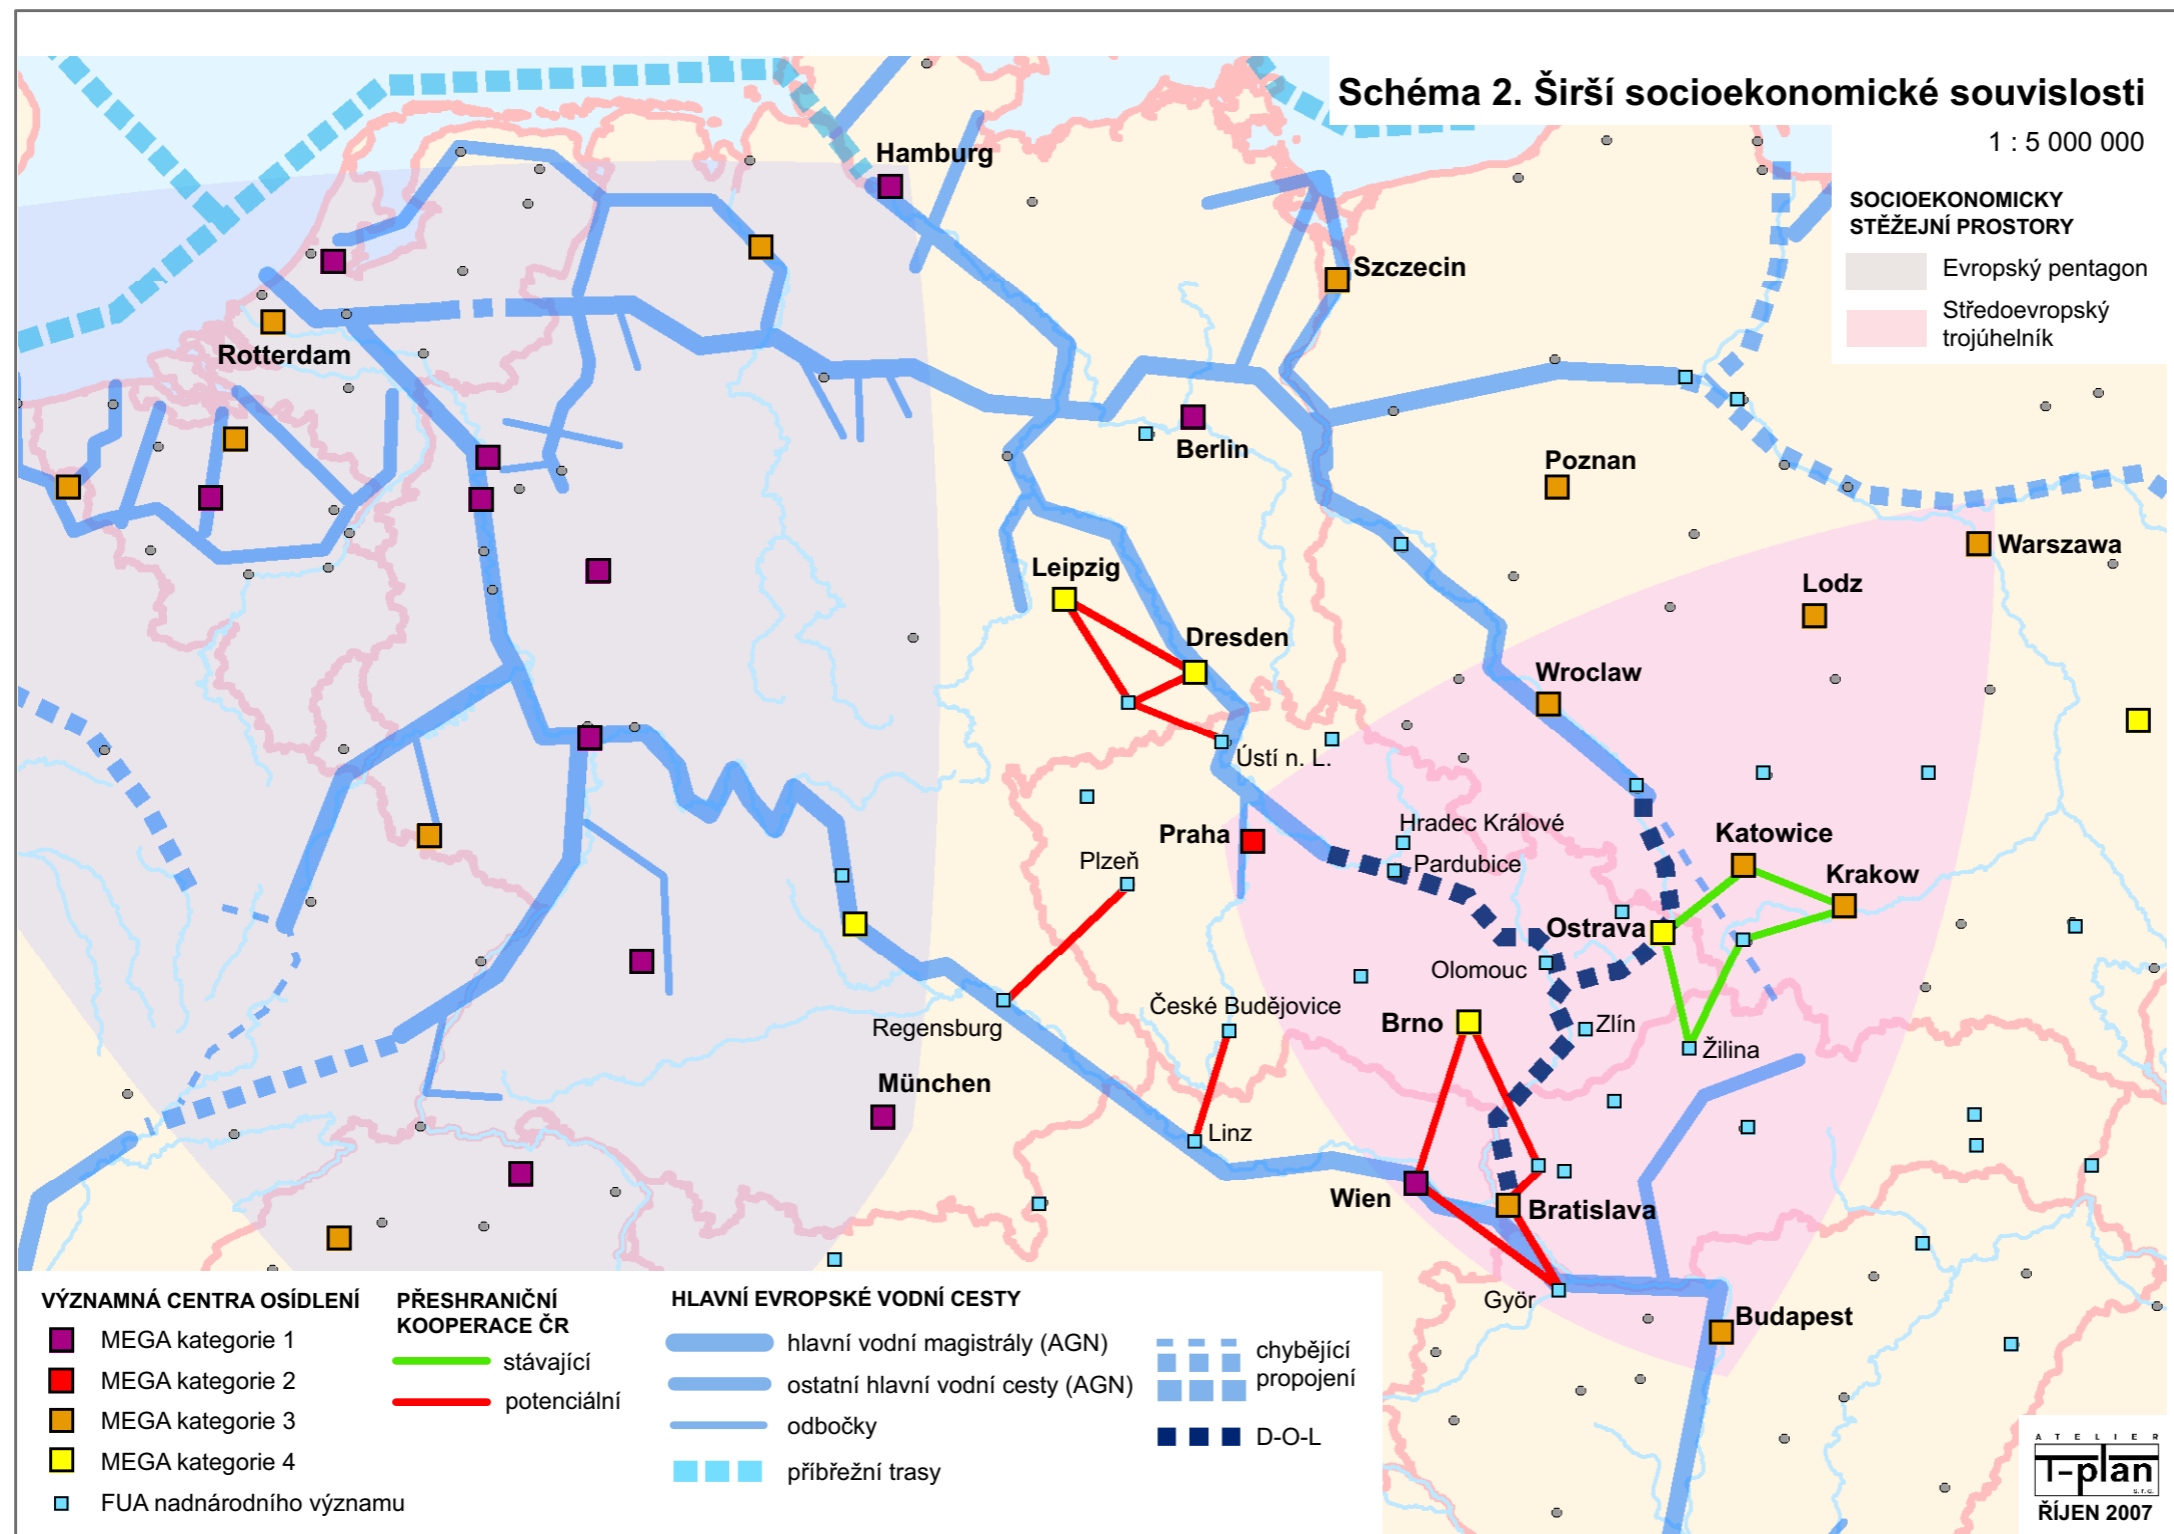 Schéma 2. Širší socioekonomické souvislosti
1 : 5 000 000
SOCIOEKONOMICKY
STĚŽEJNÍ PROSTORY
Evropský pentagon
Středoevropský
trojúhelník
Hamburg
Szczecin
Rotterdam
Berlin
Poznan
Warszawa
Leipzig
Lodz
Dresden
Wroclaw
Ústí n. L.
Hradec Králové
Praha
Katowice
Plzeň
Pardubice
Krakow
Ostrava
Olomouc
České Budějovice
Regensburg
Brno
Zlín
Žilina
München
Linz
Wien
Bratislava
Györ
Budapest
VÝZNAMNÁ CENTRA OSÍDLENÍ
MEGA kategorie 1
MEGA kategorie 2
MEGA kategorie 3
MEGA kategorie 4
FUA nadnárodního významu
PŘESHRANIČNÍ
KOOPERACE ČR
stávající
potenciální
HLAVNÍ EVROPSKÉ VODNÍ CESTY
hlavní vodní magistrály (AGN)
ostatní hlavní vodní cesty (AGN)
odbočky
příbřežní trasy
chybějící
propojení
D-O-L
ATELIER
T-plan
s.r.o.
ŘÍJEN 2007